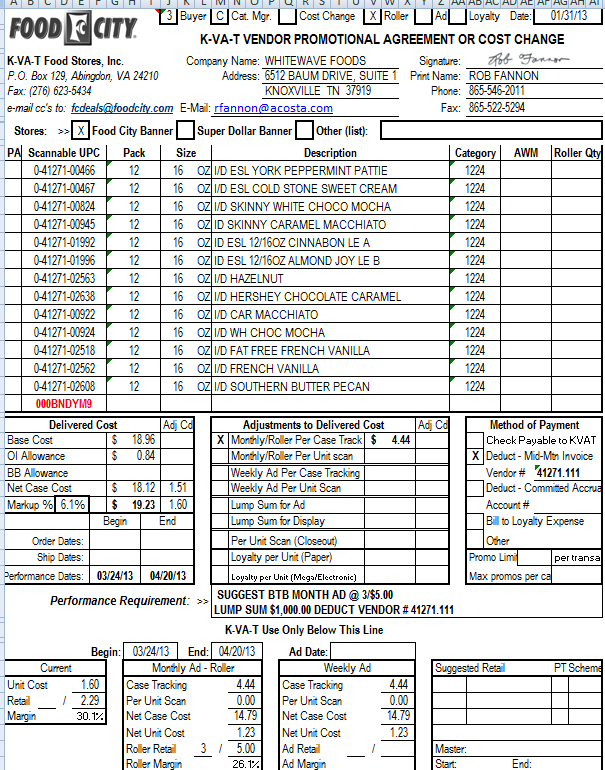 A B C D E F G H I J K L M N O P Q R S T U V W X Y Z AA AB AC AD AE AF AG AH AI
3 Buyer C Cat. Mgr. Cost Change X Roller Ad Loyalty Date: 01/31/13
FOOD CITY.
K-VA-T VENDOR PROMOTIONAL AGREEMENT OR COST CHANGE
K-VA-T Food Stores, Inc. Company Name: WHITEWAVE FOODS Signature: Rob Fannon
P.O. Box 129, Abingdon, VA 24210 Address: 6512 BAUM DRIVE, SUITE 1 Print Name: ROB FANNON
Fax: (276) 623-5434 KNOXVILLE TN 37919 Phone: 865-546-2011
e-mail cc's to: fcdeals@foodcity.com E-Mail: rfannon@acosta.com Fax: 865-522-5294
Stores: >> X Food City Banner Super Dollar Banner Other (list):
PA Scannable UPC Pack Size Description Category AWM Roller Qty
0-41271-00466 12 16 OZ I/D ESL YORK PEPPERMINT PATTIE 1224
0-41271-00467 12 16 OZ I/D ESL COLD STONE SWEET CREAM 1224
0-41271-00824 12 16 OZ I/D SKINNY WHITE CHOCO MOCHA 1224
0-41271-00945 12 16 OZ ID SKINNY CARAMEL MACCHIATO 1224
0-41271-01992 12 16 OZ ID ESL 12/16OZ CINNABON LE A 1224
0-41271-01996 12 16 OZ ID ESL 12/16OZ ALMOND JOY LE B 1224
0-41271-02563 12 16 OZ I/D HAZELNUT 1224
0-41271-02638 12 16 OZ I/D HERSHEY CHOCOLATE CARAMEL 1224
0-41271-00922 12 16 OZ I/D CAR MACCHIATO 1224
0-41271-00924 12 16 OZ I/D WH CHOC MOCHA 1224
0-41271-02518 12 16 OZ I/D FAT FREE FRENCH VANILLA 1224
0-41271-02562 12 16 OZ I/D FRENCH VANILLA 1224
0-41271-02608 12 16 OZ I/D SOUTHERN BUTTER PECAN 1224
000BNDYM9
Delivered Cost Adj Cd Adjustments to Delivered Cost Adj Cd Method of Payment
Base Cost $ 18.96 X Monthly/Roller Per Case Track $ 4.44 Check Payable to KVAT
OI Allowance $ 0.84 Monthly/Roller Per Unit scan X Deduct - Mid-Mtn Invoice
BB Allowance Weekly Ad Per Case Tracking Vendor # 41271.111
Net Case Cost $ 18.12 1.51 Weekly Ad Per Unit Scan Deduct - Committed Accrua
Markup % 6.1% $ 19.23 1.60 Lump Sum for Ad Account #
Begin End Lump Sum for Display Bill to Loyalty Expense
Order Dates: Per Unit Scan (Closeout) Other
Ship Dates: Loyalty per Unit (Paper) Promo Limit per transa
Performance Dates: 03/24/13 04/20/13 Loyalty per Unit (Mega/Electronic) Max promos per ca
Performance Requirement: >> SUGGEST BTB MONTH AD @ 3/$5.00
LUMP SUM $1,000.00 DEDUCT VENDOR # 41271.111
K-VA-T Use Only Below This Line
Begin: 03/24/13 End: 04/20/13 Ad Date:
Current Monthly Ad - Roller Weekly Ad Suggested Retail PT Scheme
Unit Cost 1.60 Case Tracking 4.44 Case Tracking 4.44
Retail / 2.29 Per Unit Scan 0.00 Per Unit Scan 0.00
Margin 30.1% Net Case Cost 14.79 Net Case Cost 14.79
Net Unit Cost 1.23 Net Unit Cost 1.23
Roller Retail 3 / 5.00 Ad Retail / Master:
Roller Margin 26.1% Ad Margin Start: End: